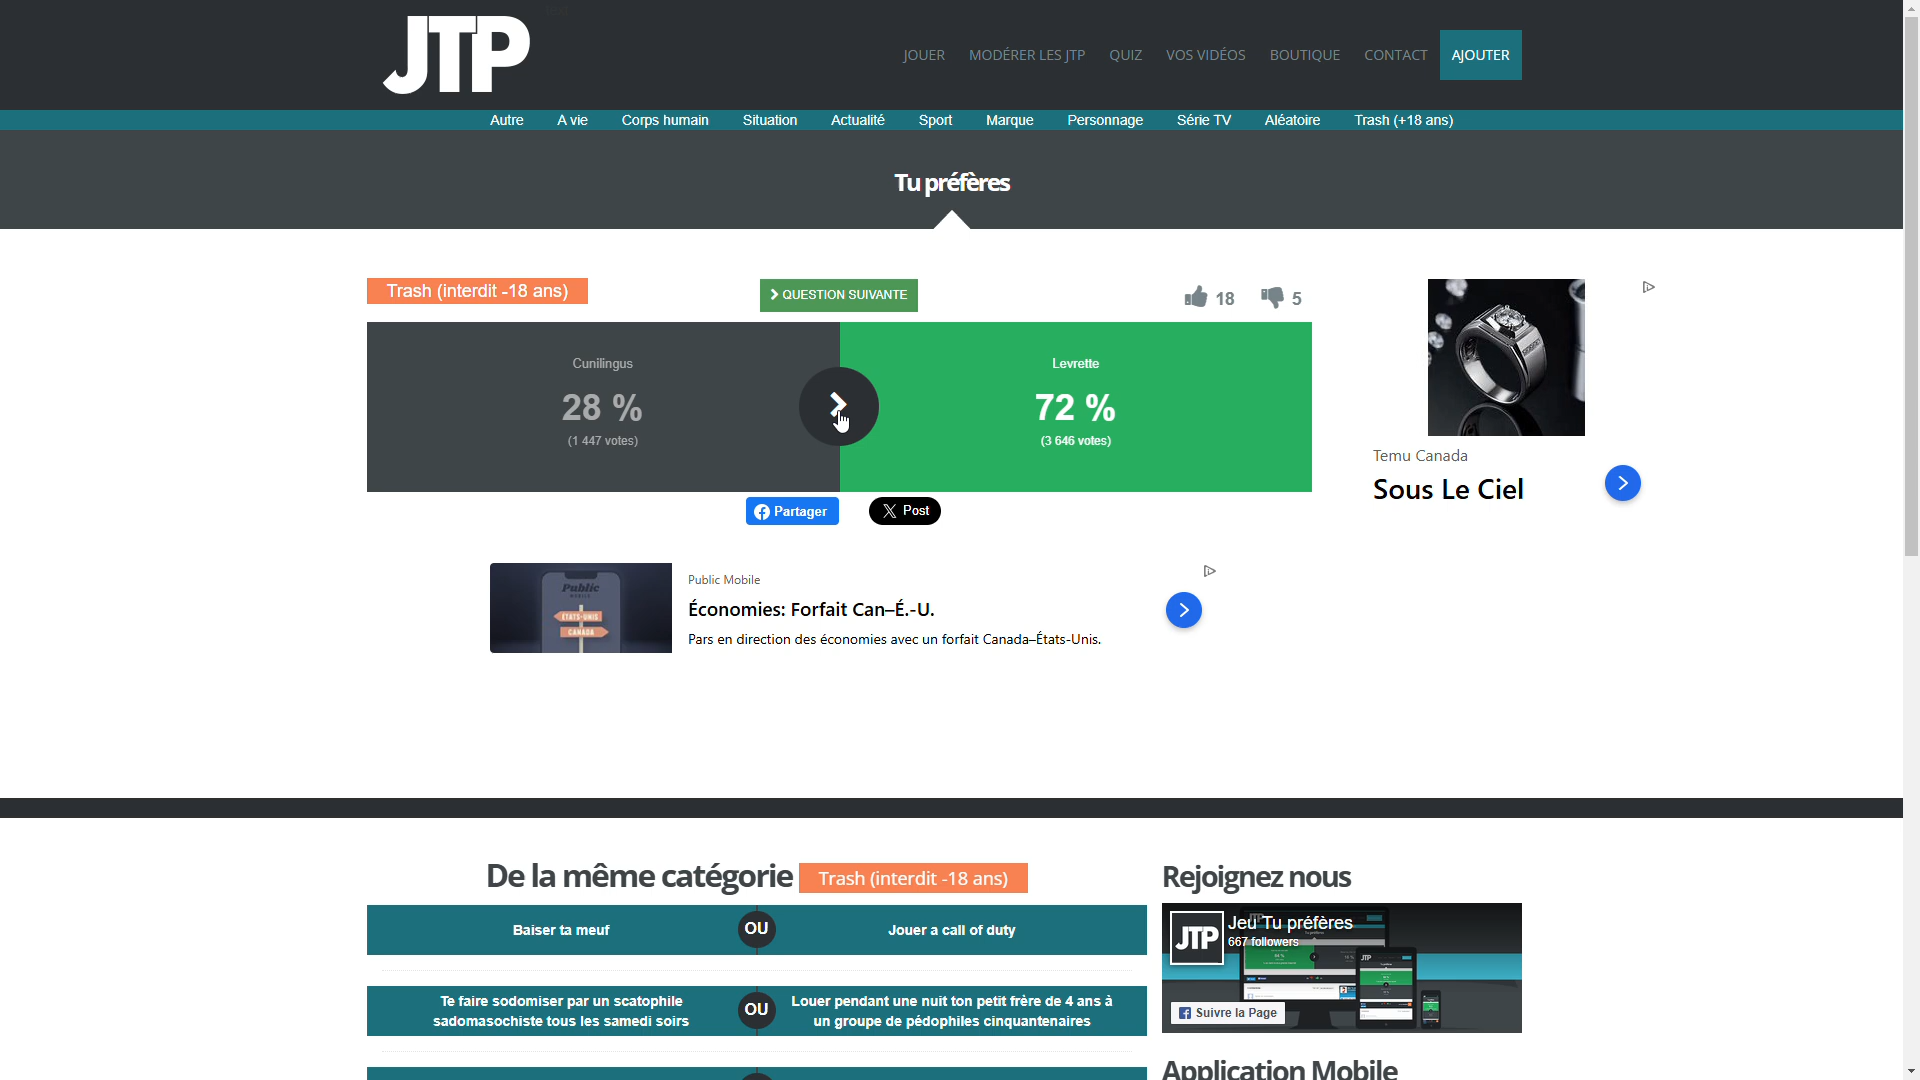 JTP
JOUER
MODÉRER LES JTP
QUIZ
VOS VIDÉOS
BOUTIQUE
CONTACT
AJOUTER
Autre
A vie
Corps humain
Situation
Actualité
Sport
Marque
Personnage
Série TV
Aléatoire
Trash (+18 ans)
Tu préfères
Trash (interdit -18 ans)
QUESTION SUIVANTE
18
5
Cunilingus
28 %
(1 447 votes)
Levrette
72 %
(3 646 votes)
Partager
Post
Temu Canada
Sous Le Ciel
Public
MOBILE
ÉTATS-UNIS
CANADA
Public Mobile
Économies: Forfait Can–É.-U.
Pars en direction des économies avec un forfait Canada–États-Unis.
De la même catégorie
Trash (interdit -18 ans)
Baiser ta meuf
OU
Jouer a call of duty
Te faire sodomiser par un scatophile
sadomasochiste tous les samedi soirs
OU
Louer pendant une nuit ton petit frère de 4 ans à
un groupe de pédophiles cinquantenaires
Rejoignez nous
JTP
Jeu Tu préfères
667 followers
Suivre la Page
Application Mobile